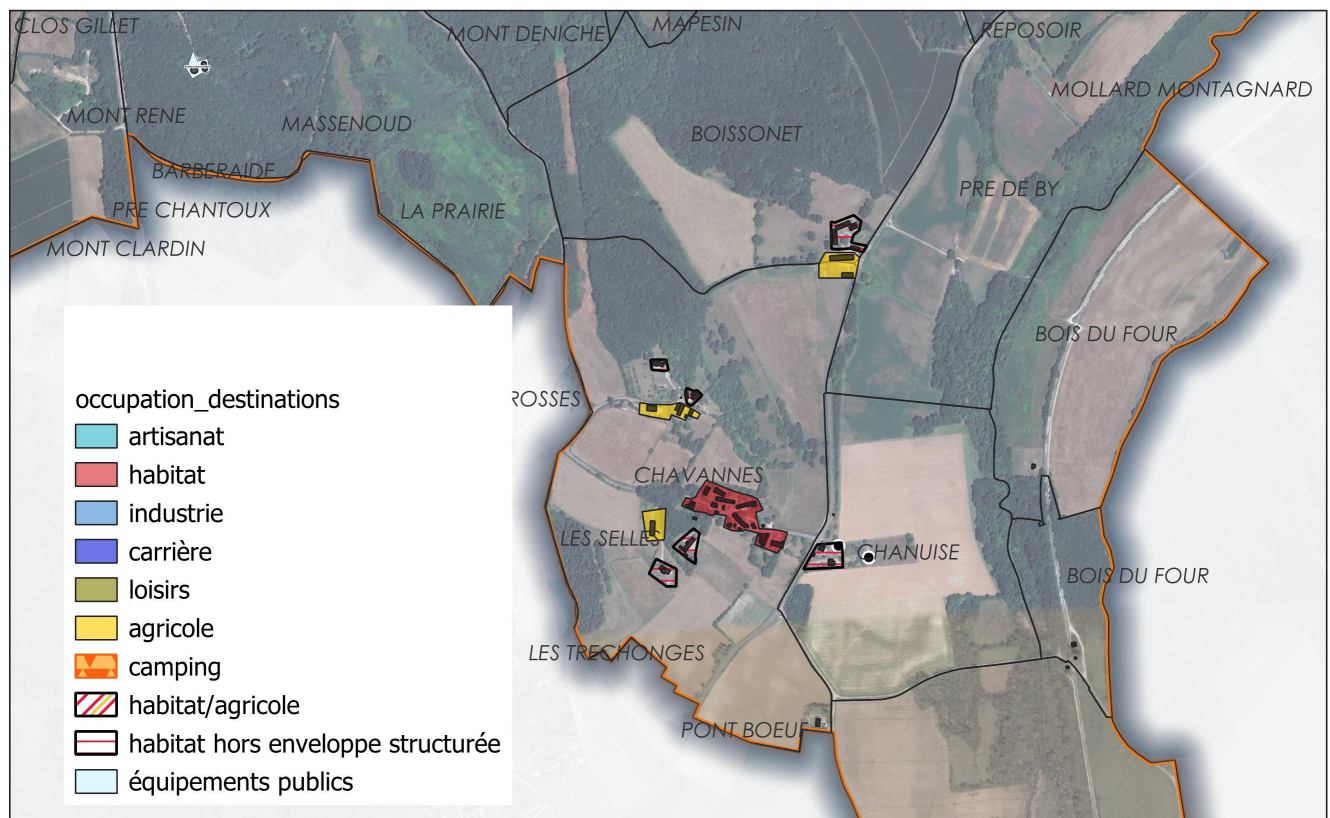 CLOS GILLET
MONT DENICHE
MAPESIN
REPOSOIR
MOLLARD MONTAGNARD
MONT RENE
MASSENOUD
BOISSONET
BARBERAIDE
PRE DE BY
PRE CHANTOUX
LA PRAIRIE
MONT CLARDIN
BOIS DU FOUR
ROSSES
CHAVANNES
LES SELLES
CHANUISE
BOIS DU FOUR
LES TRECHONGES
PONT BOEUF
occupation_destinations
artisanat
habitat
industrie
carrière
loisirs
agricole
camping
habitat/agricole
habitat hors enveloppe structurée
équipements publics